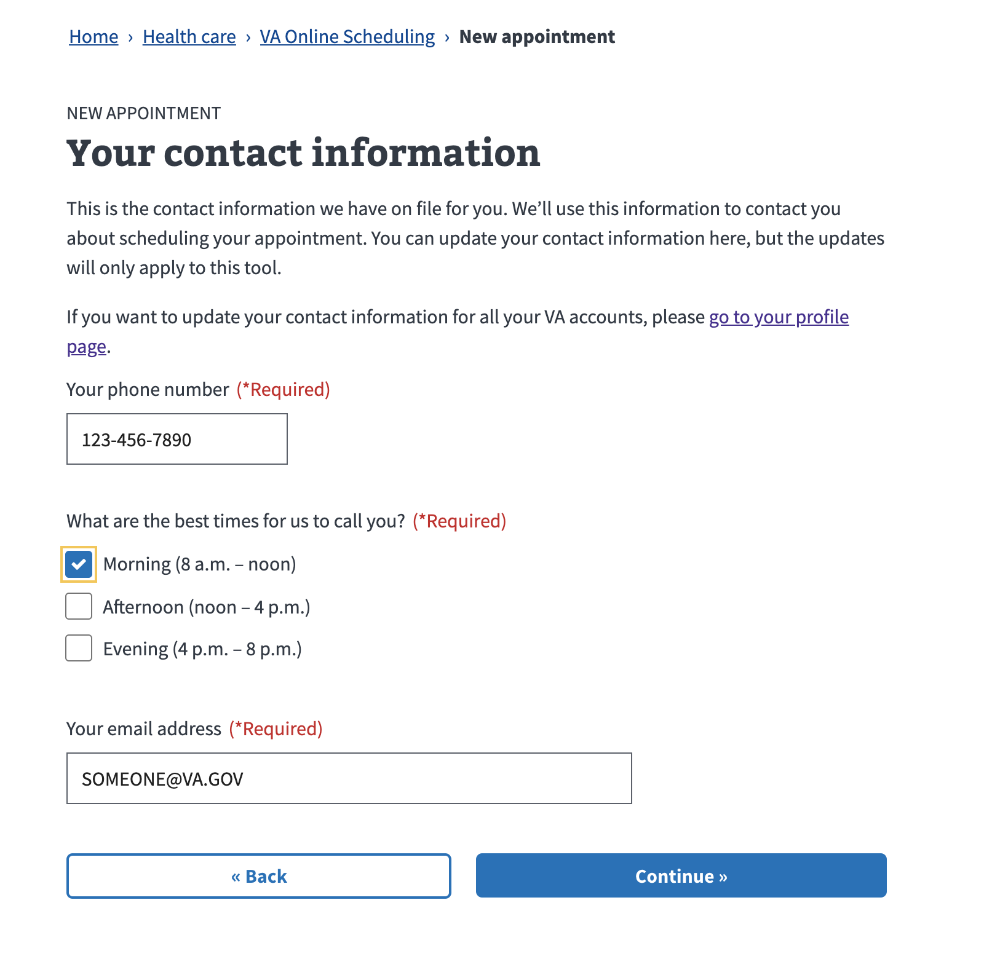 Home › Health care › VA Online Scheduling › New appointment
NEW APPOINTMENT
Your contact information
This is the contact information we have on file for you. We’ll use this information to contact you
about scheduling your appointment. You can update your contact information here, but the updates
will only apply to this tool.
If you want to update your contact information for all your VA accounts, please go to your profile
page.
Your phone number (*Required)
123-456-7890
What are the best times for us to call you? (*Required)
Morning (8 a.m. – noon)
Afternoon (noon – 4 p.m.)
Evening (4 p.m. – 8 p.m.)
Your email address (*Required)
SOMEONE@VA.GOV
« Back
Continue »